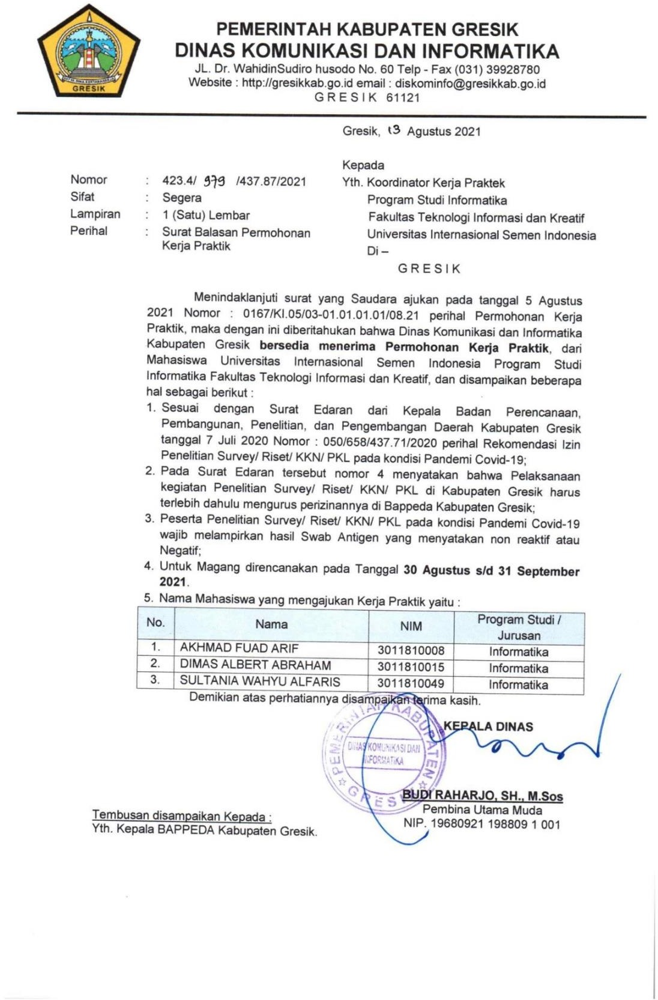 GRESIK
PEMERINTAH KABUPATEN GRESIK
DINAS KOMUNIKASI DAN INFORMATIKA
JL. Dr. WahidinSudiro husodo No. 60 Telp - Fax (031) 39928780
Website : http://gresikkab.go.id email : diskominfo@gresikkab.go.id
G R E S I K 61121
Gresik, 13 Agustus 2021
Nomor : 423.4/ 979 /437.87/2021
Sifat : Segera
Lampiran : 1 (Satu) Lembar
Perihal : Surat Balasan Permohonan
Kerja Praktik
Kepada
Yth. Koordinator Kerja Praktek
Program Studi Informatika
Fakultas Teknologi Informasi dan Kreatif
Universitas Internasional Semen Indonesia
Di –
G R E S I K
Menindaklanjuti surat yang Saudara ajukan pada tanggal 5 Agustus
2021 Nomor : 0167/KI.05/03-01.01.01.01/08.21 perihal Permohonan Kerja
Praktik, maka dengan ini diberitahukan bahwa Dinas Komunikasi dan Informatika
Kabupaten Gresik bersedia menerima Permohonan Kerja Praktik, dari
Mahasiswa Universitas Internasional Semen Indonesia Program Studi
Informatika Fakultas Teknologi Informasi dan Kreatif, dan disampaikan beberapa
hal sebagai berikut :
1. Sesuai dengan Surat Edaran dari Kepala Badan Perencanaan,
Pembangunan, Penelitian, dan Pengembangan Daerah Kabupaten Gresik
tanggal 7 Juli 2020 Nomor : 050/658/437.71/2020 perihal Rekomendasi Izin
Penelitian Survey/ Riset/ KKN/ PKL pada kondisi Pandemi Covid-19;
2. Pada Surat Edaran tersebut nomor 4 menyatakan bahwa Pelaksanaan
kegiatan Penelitian Survey/ Riset/ KKN/ PKL di Kabupaten Gresik harus
terlebih dahulu mengurus perizinannya di Bappeda Kabupaten Gresik;
3. Peserta Penelitian Survey/ Riset/ KKN/ PKL pada kondisi Pandemi Covid-19
wajib melampirkan hasil Swab Antigen yang menyatakan non reaktif atau
Negatif;
4. Untuk Magang direncanakan pada Tanggal 30 Agustus s/d 31 September
2021.
5. Nama Mahasiswa yang mengajukan Kerja Praktik yaitu :
No. Nama NIM Program Studi /
Jurusan
1. AKHMAD FUAD ARIF 3011810008 Informatika
2. DIMAS ALBERT ABRAHAM 3011810015 Informatika
3. SULTANIA WAHYU ALFARIS 3011810049 Informatika
Demikian atas perhatiannya disampaikan terima kasih.
KEPALA DINAS
PEMERINTAH KABUPATEN
DINAS KOMUNIKASI DAN
INFORMATIKA
GRESIK
BUDI RAHARJO, SH., M.Sos
Pembina Utama Muda
NIP. 19680921 198809 1 001
Tembusan disampaikan Kepada :
Yth. Kepala BAPPEDA Kabupaten Gresik.